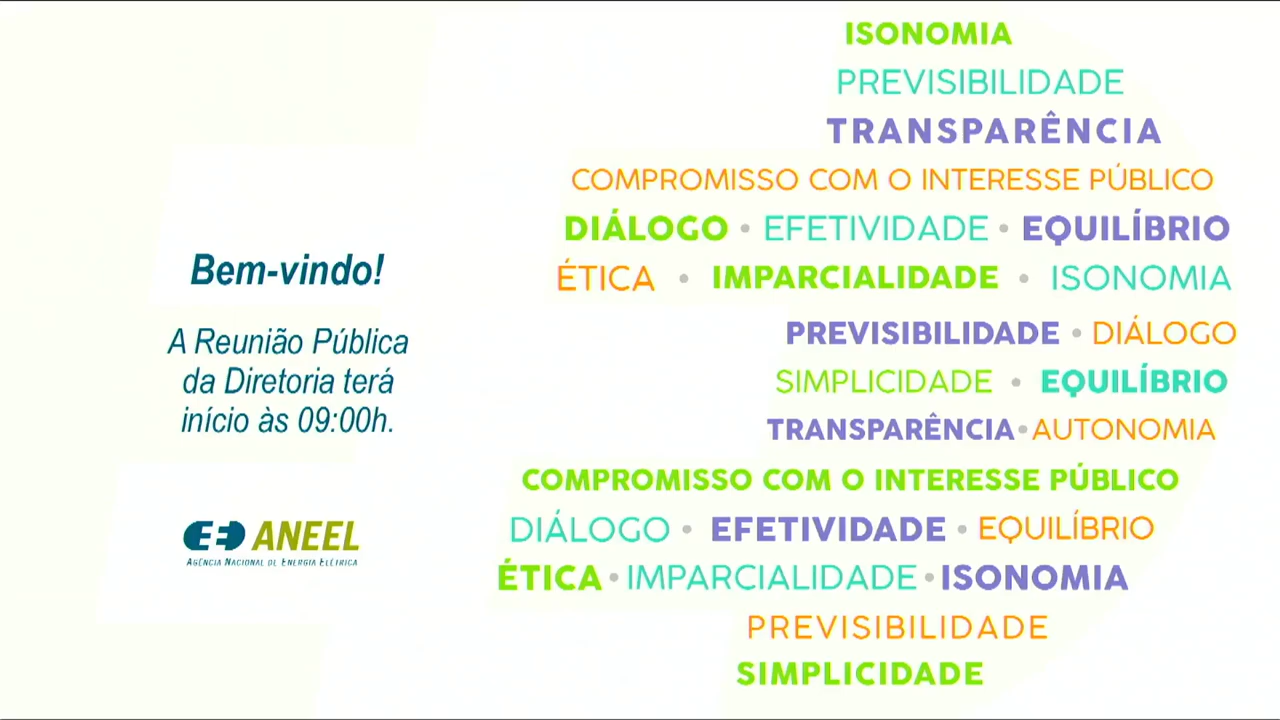 Bem-vindo!
A Reunião Pública
da Diretoria terá
início às 09:00h.
ANEEL
AGÊNCIA NACIONAL DE ENERGIA ELÉTRICA
ISONOMIA
PREVISIBILIDADE
TRANSPARÊNCIA
COMPROMISSO COM O INTERESSE PÚBLICO
DIÁLOGO • EFETIVIDADE • EQUILÍBRIO
ÉTICA • IMPARCIALIDADE • ISONOMIA
PREVISIBILIDADE • DIÁLOGO
SIMPLICIDADE • EQUILÍBRIO
TRANSPARÊNCIA • AUTONOMIA
COMPROMISSO COM O INTERESSE PÚBLICO
DIÁLOGO • EFETIVIDADE • EQUILÍBRIO
ÉTICA • IMPARCIALIDADE • ISONOMIA
PREVISIBILIDADE
SIMPLICIDADE